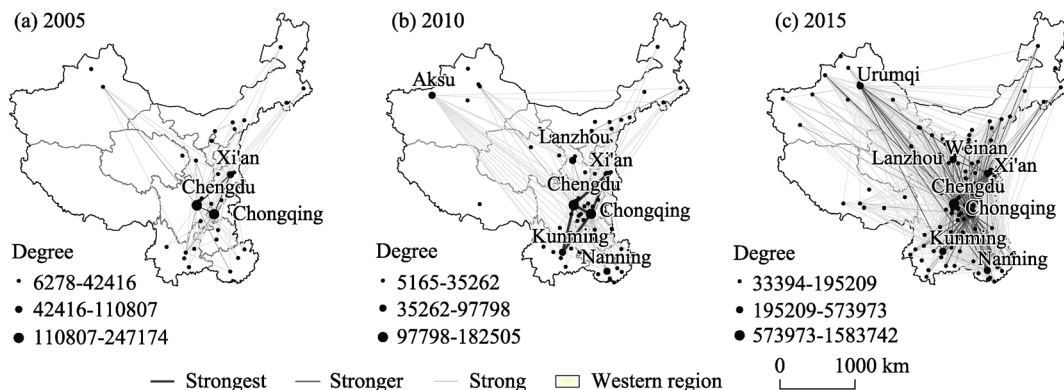 (a) 2005
Xi'an
Chengdu
Chongqing
Degree
6278-42416
42416-110807
110807-247174
(b) 2010
Aksu
Lanzhou
Xi'an
Chengdu
Chongqing
Kunming
Nanning
Degree
5165-35262
35262-97798
97798-182505
(c) 2015
Urumqi
Weinan
Lanzhou
Xi'an
Chengdu
Chongqing
Kunming
Nanning
Degree
33394-195209
195209-573973
573973-1583742
0 1000 km
Strongest Stronger Strong Western region